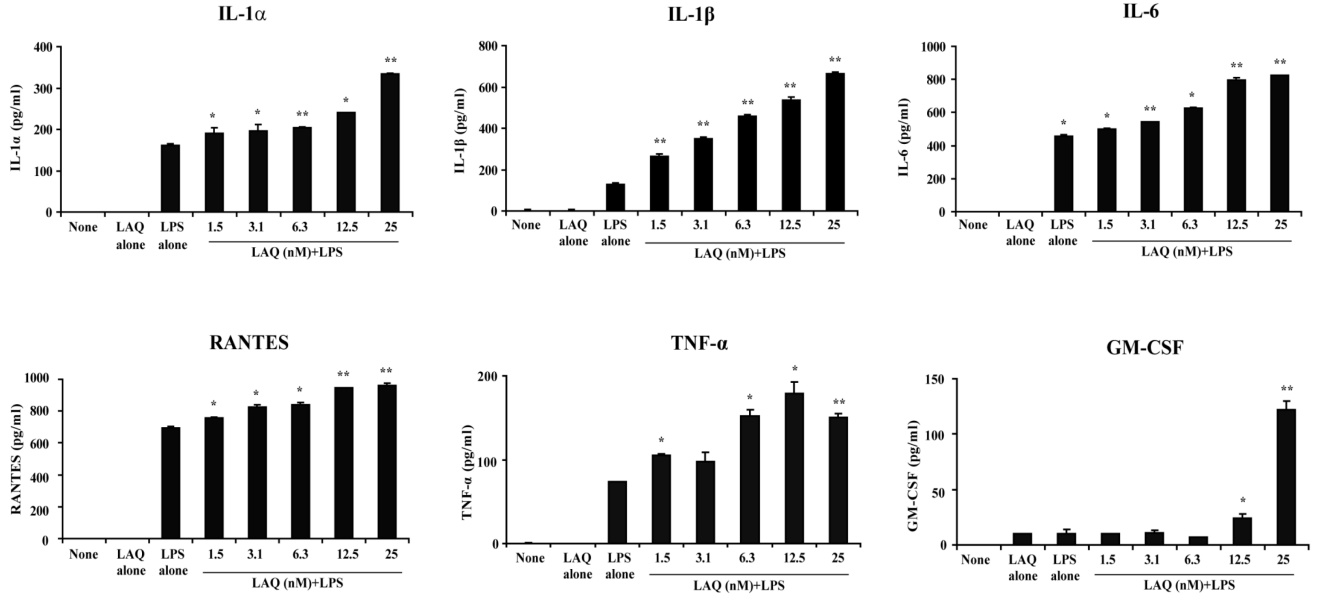 IL-1α
IL-1α (pg/ml)
400
300
200
100
0
*
*
**
*
**
None LAQ alone LPS alone 1.5 3.1 6.3 12.5 25
LAQ (nM)+LPS
IL-1β
IL-1β (pg/ml)
800
600
400
200
0
**
**
**
**
**
None LAQ alone LPS alone 1.5 3.1 6.3 12.5 25
LAQ (nM)+LPS
IL-6
IL-6 (pg/ml)
1000
800
600
400
200
0
*
*
**
*
**
**
None LAQ alone LPS alone 1.5 3.1 6.3 12.5 25
LAQ (nM)+LPS
RANTES
RANTES (pg/ml)
1000
800
600
400
200
0
*
*
*
**
**
None LAQ alone LPS alone 1.5 3.1 6.3 12.5 25
LAQ (nM)+LPS
TNF-α
TNF-α (pg/ml)
200
100
0
*
*
*
**
None LAQ alone LPS alone 1.5 3.1 6.3 12.5 25
LAQ (nM)+LPS
GM-CSF
GM-CSF (pg/ml)
150
100
50
0
*
**
None LAQ alone LPS alone 1.5 3.1 6.3 12.5 25
LAQ (nM)+LPS